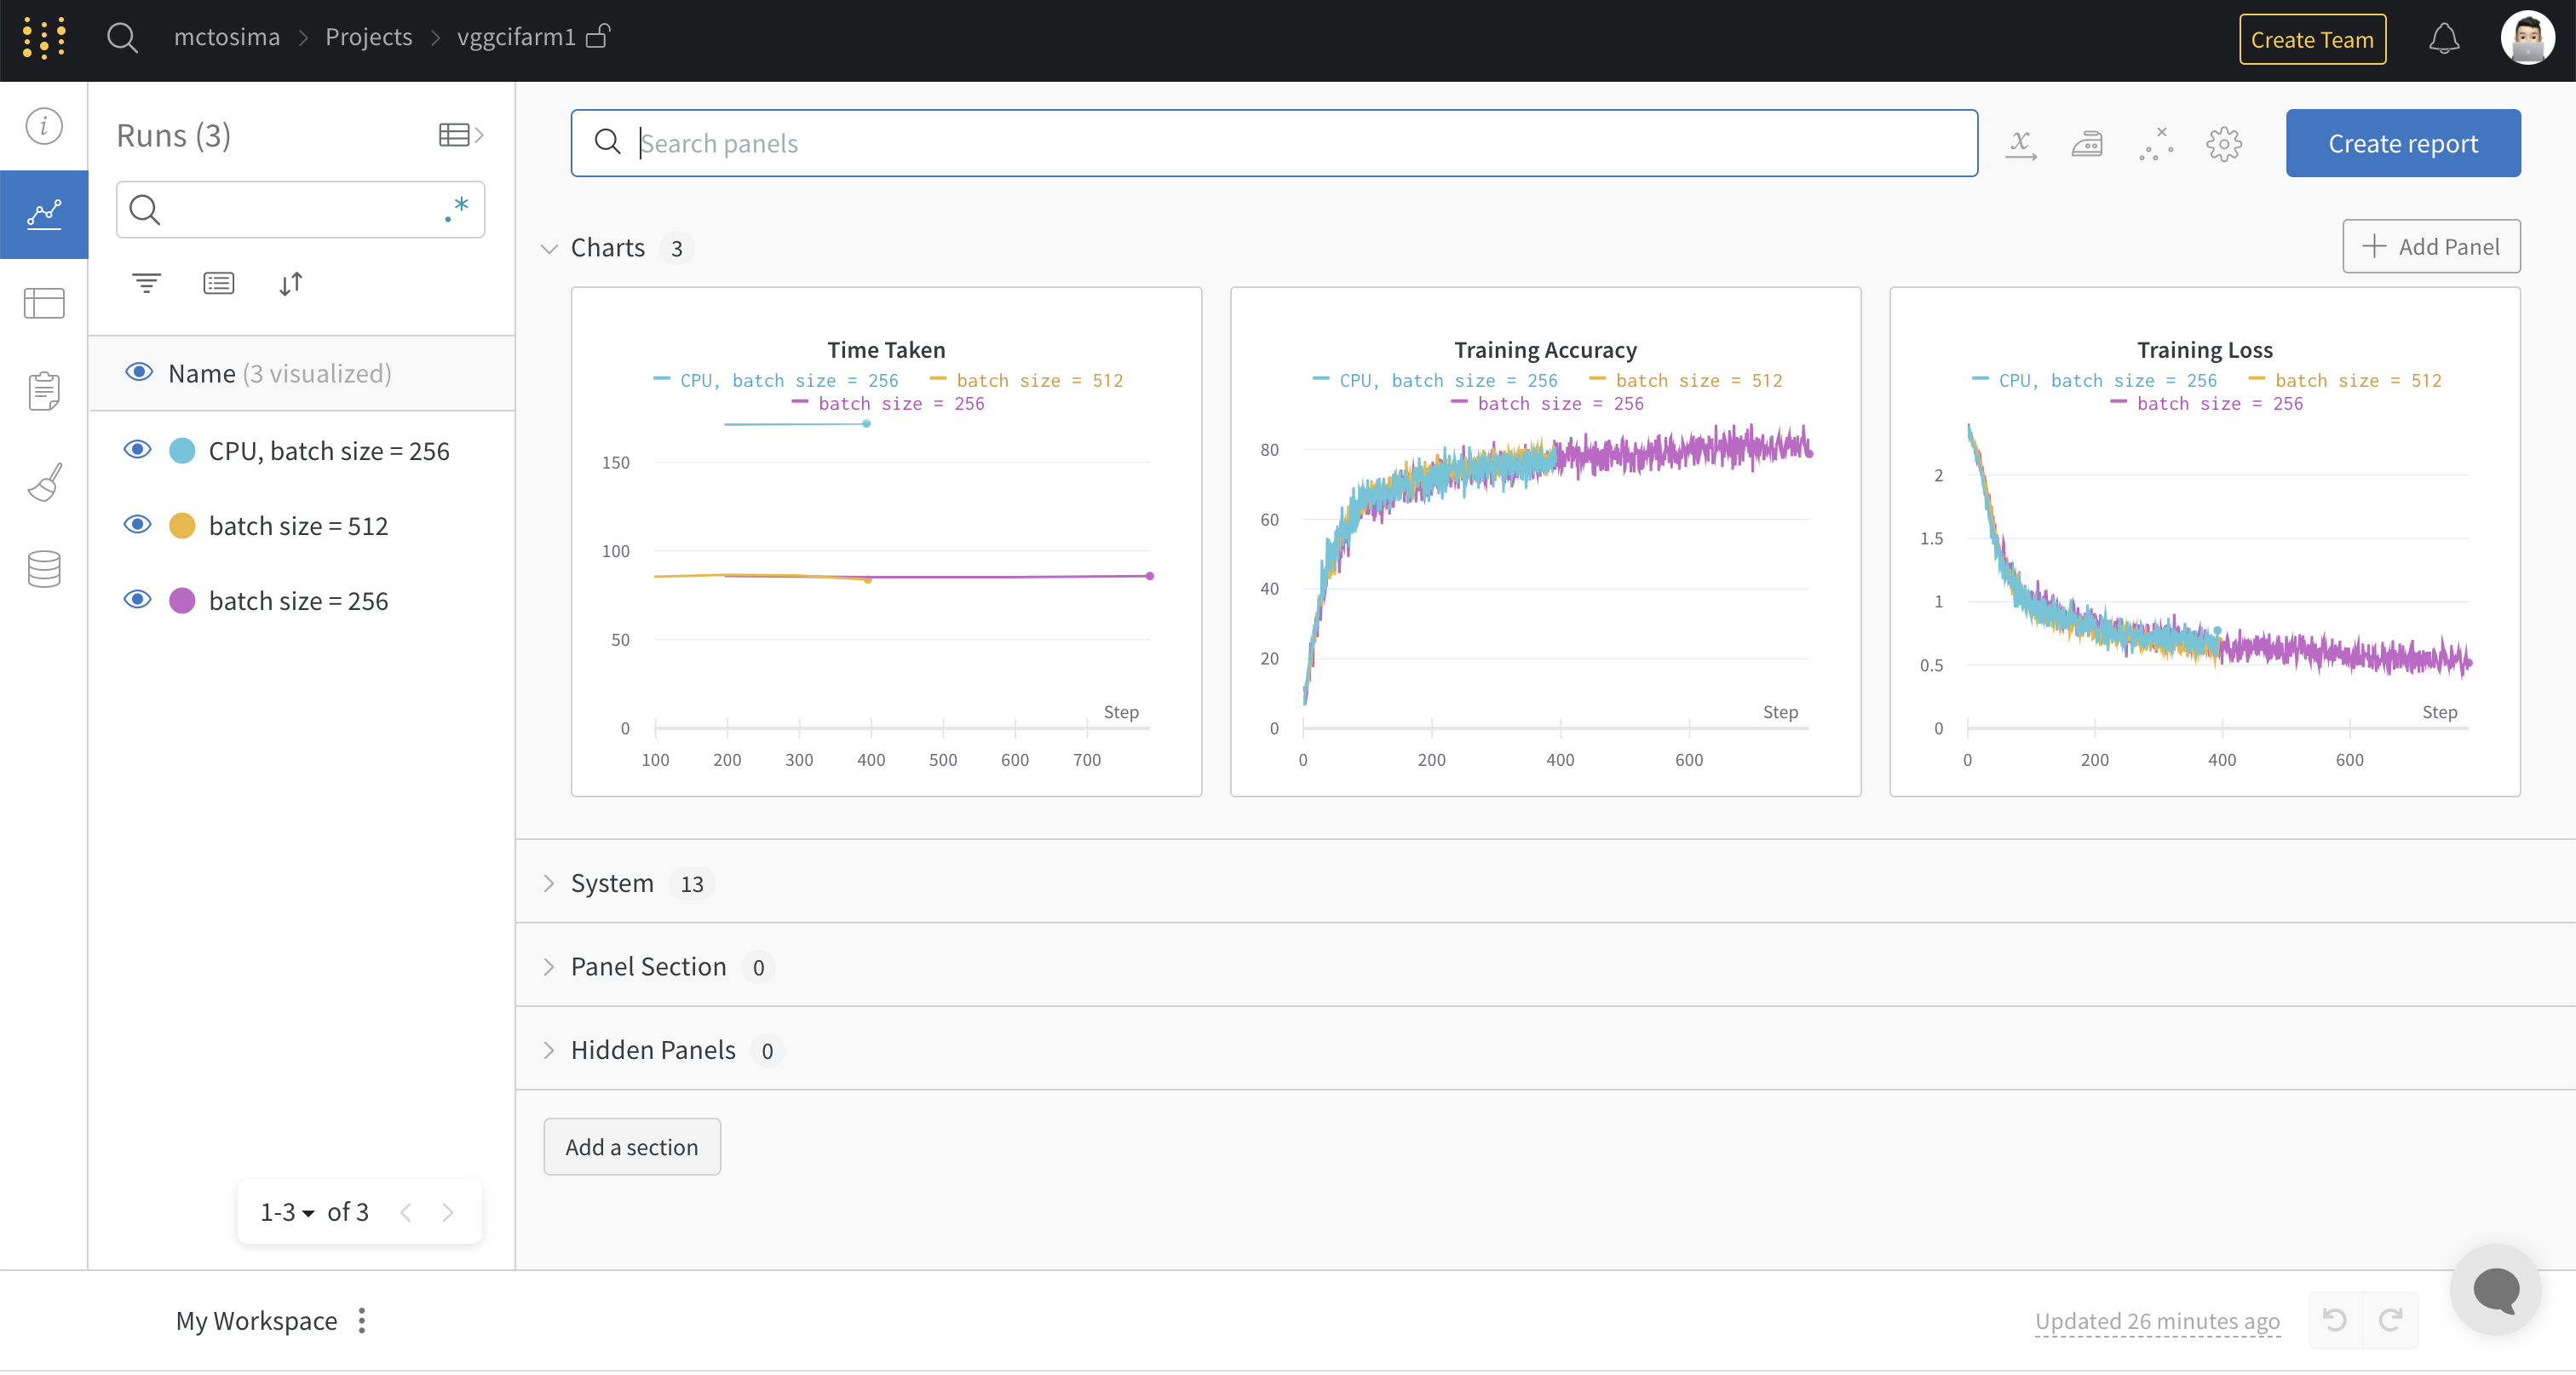 mctosima > Projects > vggcifarm1
Create Team
Runs (3)
.*
Name (3 visualized)
CPU, batch size = 256
batch size = 512
batch size = 256
1-3 of 3
Search panels
Create report
Charts 3
Add Panel
Time Taken
CPU, batch size = 256 batch size = 512
batch size = 256
150
100
50
0
Step
100 200 300 400 500 600 700
Training Accuracy
CPU, batch size = 256 batch size = 512
batch size = 256
80
60
40
20
0
Step
0 200 400 600
Training Loss
CPU, batch size = 256 batch size = 512
batch size = 256
2
1.5
1
0.5
0
Step
0 200 400 600
System 13
Panel Section 0
Hidden Panels 0
Add a section
My Workspace
Updated 26 minutes ago